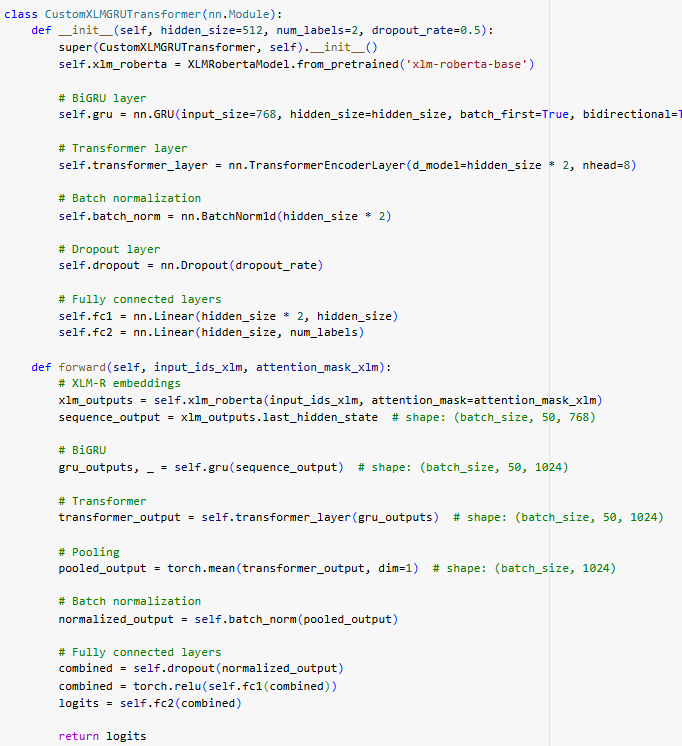 class CustomXLMGRUTransformer(nn.Module):
    def __init__(self, hidden_size=512, num_labels=2, dropout_rate=0.5):
        super(CustomXLMGRUTransformer, self).__init__()
        self.xlm_roberta = XLMRobertaModel.from_pretrained('xlm-roberta-base')

        # BiGRU layer
        self.gru = nn.GRU(input_size=768, hidden_size=hidden_size, batch_first=True, bidirectional=T

        # Transformer layer
        self.transformer_layer = nn.TransformerEncoderLayer(d_model=hidden_size * 2, nhead=8)

        # Batch normalization
        self.batch_norm = nn.BatchNorm1d(hidden_size * 2)

        # Dropout layer
        self.dropout = nn.Dropout(dropout_rate)

        # Fully connected layers
        self.fc1 = nn.Linear(hidden_size * 2, hidden_size)
        self.fc2 = nn.Linear(hidden_size, num_labels)

    def forward(self, input_ids_xlm, attention_mask_xlm):
        # XLM-R embeddings
        xlm_outputs = self.xlm_roberta(input_ids_xlm, attention_mask=attention_mask_xlm)
        sequence_output = xlm_outputs.last_hidden_state  # shape: (batch_size, 50, 768)

        # BiGRU
        gru_outputs, _ = self.gru(sequence_output)  # shape: (batch_size, 50, 1024)

        # Transformer
        transformer_output = self.transformer_layer(gru_outputs)  # shape: (batch_size, 50, 1024)

        # Pooling
        pooled_output = torch.mean(transformer_output, dim=1)  # shape: (batch_size, 1024)

        # Batch normalization
        normalized_output = self.batch_norm(pooled_output)

        # Fully connected layers
        combined = self.dropout(normalized_output)
        combined = torch.relu(self.fc1(combined))
        logits = self.fc2(combined)

        return logits